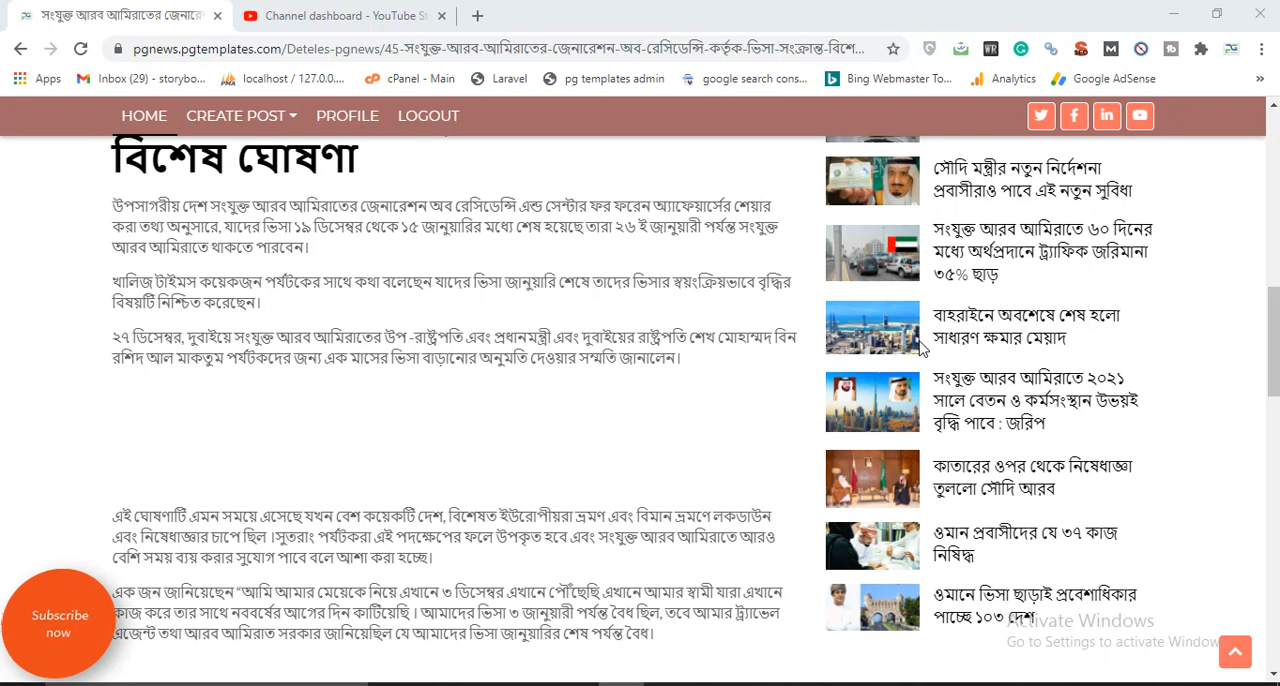 সংযুক্ত আরব আমিরাতের জেনারে
Channel dashboard - YouTube St
pgnews.pgtemplates.com/Deteles-pgnews/45-সংযুক্ত-আরব-আমিরাতের-জেনারেশন-অব-রেসিডেন্সি-কর্তৃক-ভিসা-সংক্রান্ত-বিশে...
Apps
Inbox (29) - storybo...
localhost / 127.0.0....
cPanel - Main
Laravel
pg templates admin
google search cons...
Bing Webmaster To...
Analytics
Google AdSense
HOME CREATE POST PROFILE LOGOUT
বিশেষ ঘোষণা
উপসাগরীয় দেশ সংযুক্ত আরব আমিরাতের জেনারেশন অব রেসিডেন্সি এন্ড সেন্টার ফর ফরেন অ্যাফেয়ার্সের শেয়ার
করা তথ্য অনুসারে, যাদের ভিসা ১৯ ডিসেম্বর থেকে ১৫ জানুয়ারির মধ্যে শেষ হয়েছে তারা ২৬ ই জানুয়ারী পর্যন্ত সংযুক্ত
আরব আমিরাতে থাকতে পারবেন।
খালিজ টাইমস কয়েকজন পর্যটকের সাথে কথা বলেছেন যাদের ভিসা জানুয়ারি শেষে তাদের ভিসার স্বয়ংক্রিয়ভাবে বৃদ্ধির
বিষয়টি নিশ্চিত করেছেন।
২৭ ডিসেম্বর, দুবাইয়ে সংযুক্ত আরব আমিরাতের উপ -রাষ্ট্রপতি এবং প্রধানমন্ত্রী এবং দুবাইয়ের রাষ্ট্রপতি শেখ মোহাম্মদ বিন
রশিদ আল মাকতুম পর্যটকদের জন্য এক মাসের ভিসা বাড়ানোর অনুমতি দেওয়ার সম্মতি জানালেন।
এই ঘোষণাটি এমন সময়ে এসেছে যখন বেশ কয়েকটি দেশ, বিশেষত ইউরোপীয়রা ভ্রমণ এবং বিমান ভ্রমণে লকডাউন
এবং নিষেধাজ্ঞার চাপে ছিল ।সুতরাং পর্যটকরা এই পদক্ষেপের ফলে উপকৃত হবে এবং সংযুক্ত আরব আমিরাতে আরও
বেশি সময় ব্যয় করার সুযোগ পাবে বলে আশা করা হচ্ছে।
এক জন জানিয়েছেন “আমি আমার মেয়েকে নিয়ে এখানে ৩ ডিসেম্বর এখানে পৌঁছেছি এখানে আমার স্বামী যারা এখানে
কাজ করে তার সাথে নববর্ষের আগের দিন কাটিয়েছি । আমাদের ভিসা ৩ জানুয়ারী পর্যন্ত বৈধ ছিল, তবে আমার ট্র্যাভেল
এজেন্ট তথা আরব আমিরাত সরকার জানিয়েছিল যে আমাদের ভিসা জানুয়ারির শেষ পর্যন্ত বৈধ।
Subscribe
now
সৌদি মন্ত্রীর নতুন নির্দেশনা
প্রবাসীরাও পাবে এই নতুন সুবিধা
সংযুক্ত আরব আমিরাতে ৬০ দিনের
মধ্যে অর্থপ্রদানে ট্র্যাফিক জরিমানা
৩৫% ছাড়
বাহরাইনে অবশেষে শেষ হলো
সাধারণ ক্ষমার মেয়াদ
সংযুক্ত আরব আমিরাতে ২০২১
সালে বেতন ও কর্মসংস্থান উভয়ই
বৃদ্ধি পাবে : জরিপ
কাতারের ওপর থেকে নিষেধাজ্ঞা
তুললো সৌদি আরব
ওমান প্রবাসীদের যে ৩৭ কাজ
নিষিদ্ধ
ওমানে ভিসা ছাড়াই প্রবেশাধিকার
পাচ্ছে ১০৩ দেশ
Activate Windows
Go to Settings to activate Windows.